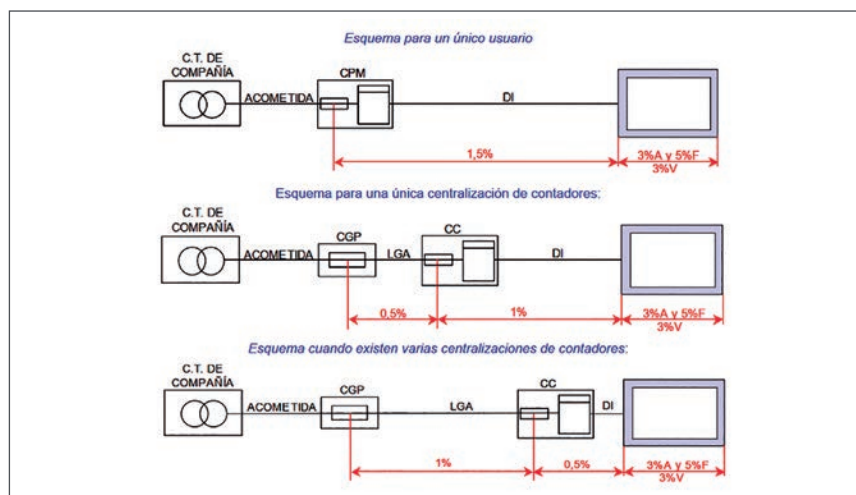 Esquema para un único usuario
C.T. DE
COMPAÑÍA
ACOMETIDA
CPM
DI
1,5%
3%A y 5%F
3%V
Esquema para una única centralización de contadores:
C.T. DE
COMPAÑÍA
ACOMETIDA
CGP
LGA
CC
DI
0,5%
1%
3%A y 5%F
3%V
Esquema cuando existen varias centralizaciones de contadores:
C.T. DE
COMPAÑÍA
ACOMETIDA
CGP
LGA
CC
DI
1%
0,5%
3%A y 5%F
3%V